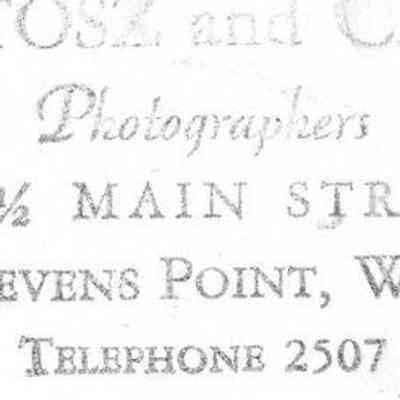 TOSZ and C
Photographers
½ MAIN STR
EVENS POINT, W
TELEPHONE 2507